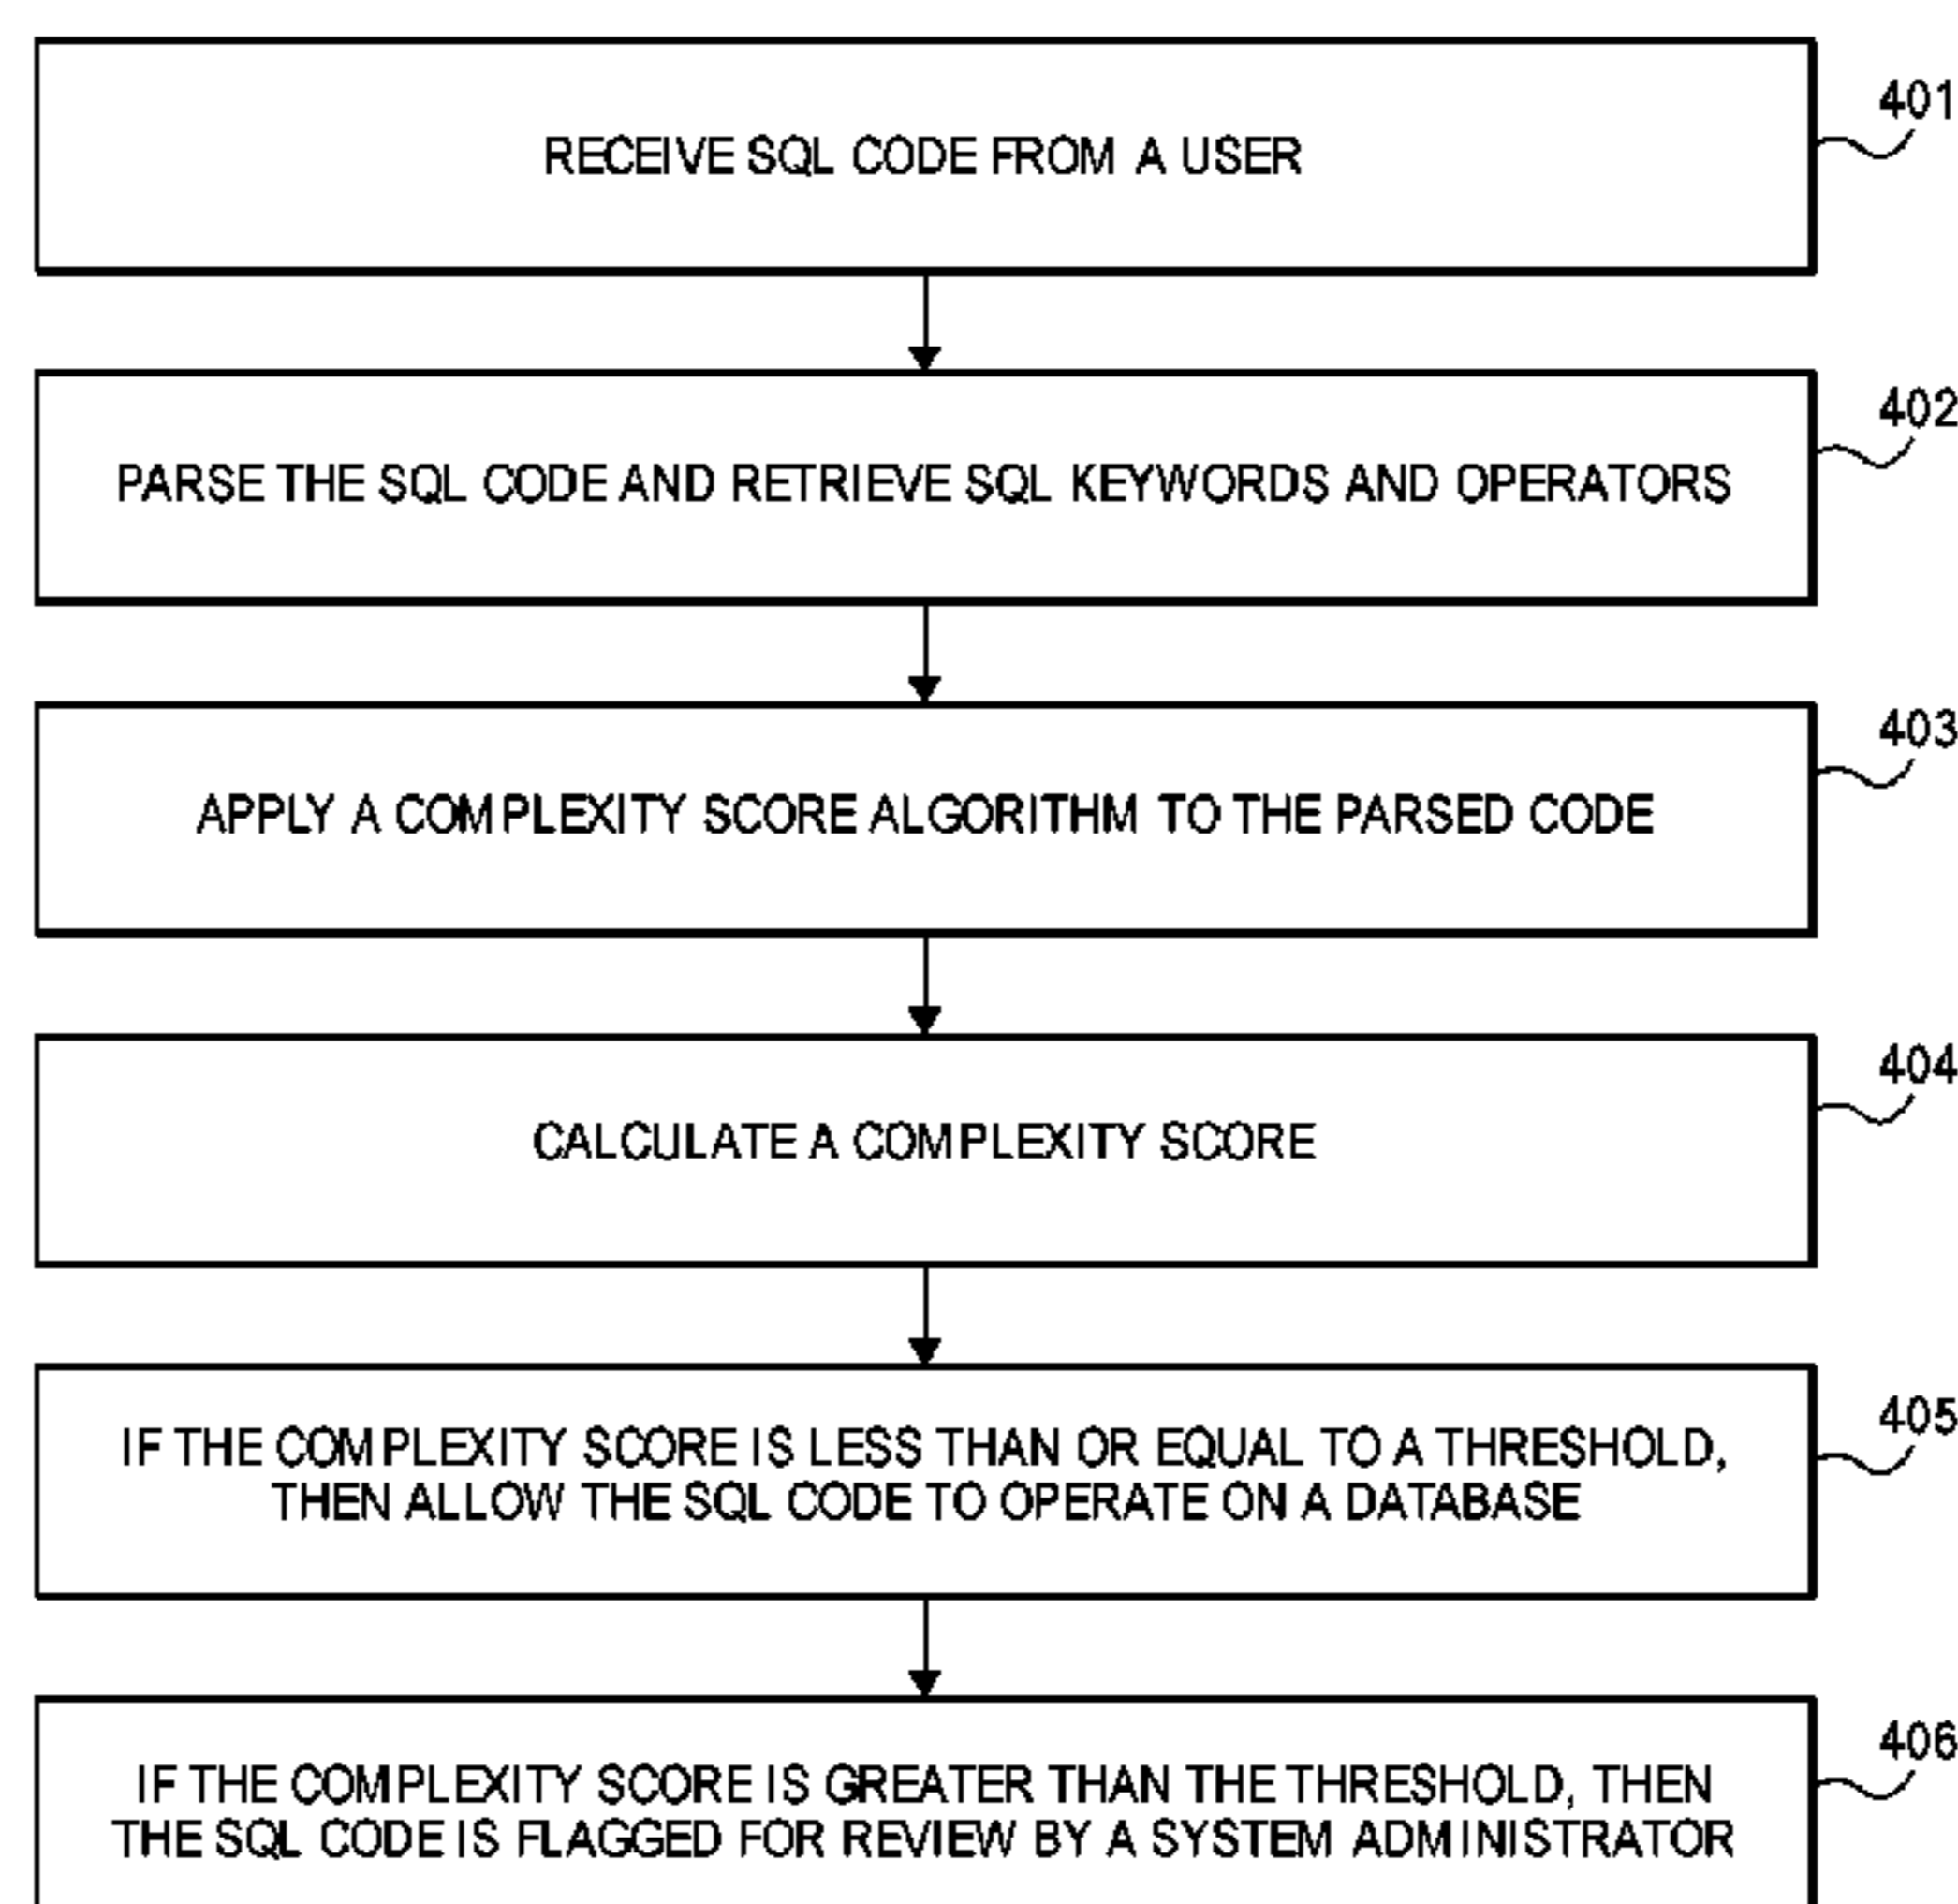 401
RECEIVE SQL CODE FROM A USER
402
PARSE THE SQL CODE AND RETRIEVE SQL KEYWORDS AND OPERATORS
403
APPLY A COMPLEXITY SCORE ALGORITHM TO THE PARSED CODE
404
CALCULATE A COMPLEXITY SCORE
405
IF THE COMPLEXITY SCORE IS LESS THAN OR EQUAL TO A THRESHOLD,
THEN ALLOW THE SQL CODE TO OPERATE ON A DATABASE
406
IF THE COMPLEXITY SCORE IS GREATER THAN THE THRESHOLD, THEN
THE SQL CODE IS FLAGGED FOR REVIEW BY A SYSTEM ADMINISTRATOR